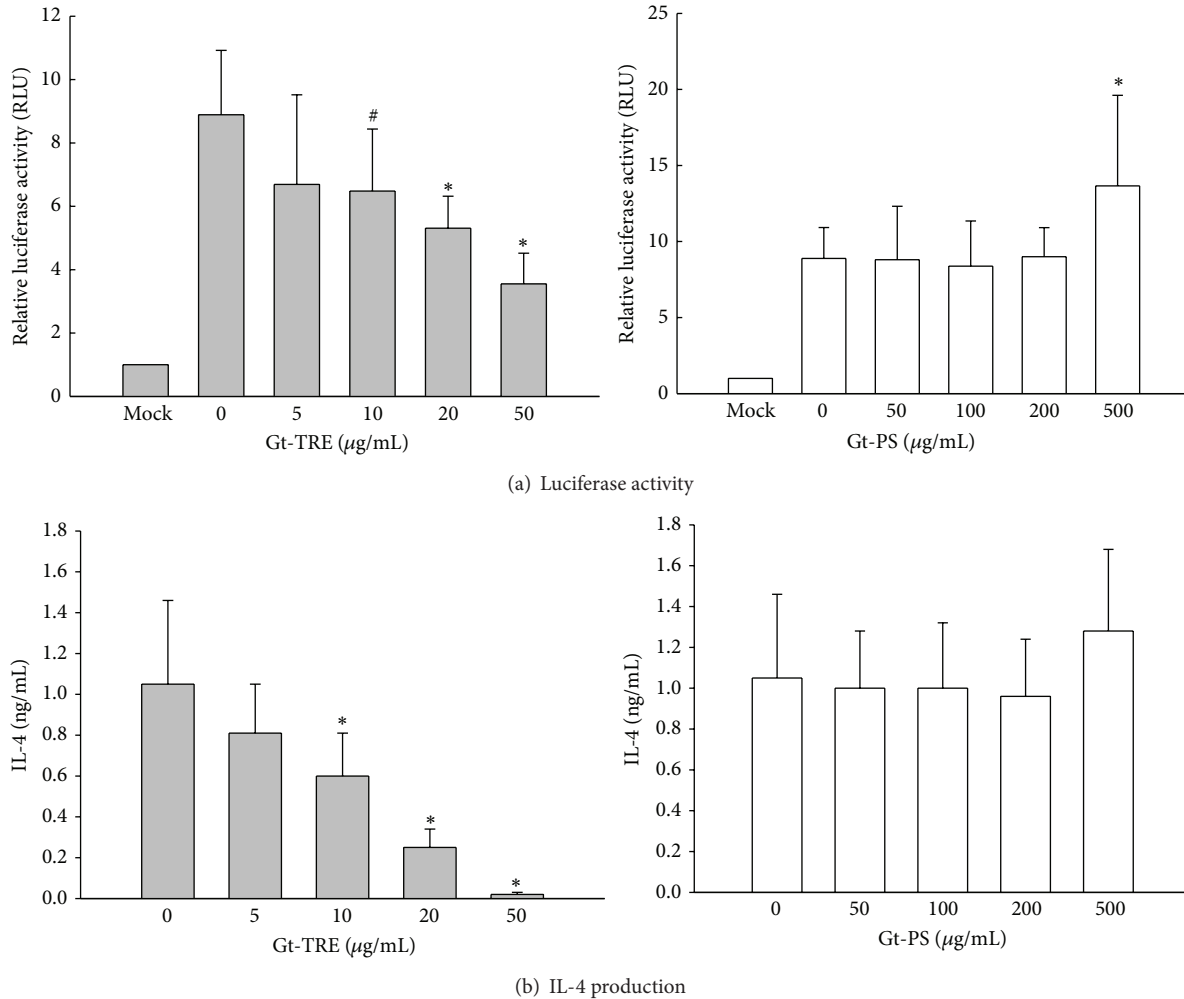 12
10
8
6
4
2
0
Relative luciferase activity (RLU)
#
*
*
Mock 0 5 10 20 50
Gt-TRE (μg/mL)
25
20
15
10
5
0
Relative luciferase activity (RLU)
*
Mock 0 50 100 200 500
Gt-PS (μg/mL)
(a) Luciferase activity
1.8
1.6
1.4
1.2
1.0
0.8
0.6
0.4
0.2
0.0
IL-4 (ng/mL)
*
*
*
0 5 10 20 50
Gt-TRE (μg/mL)
1.8
1.6
1.4
1.2
1.0
0.8
0.6
0.4
0.2
0.0
IL-4 (ng/mL)
0 50 100 200 500
Gt-PS (μg/mL)
(b) IL-4 production